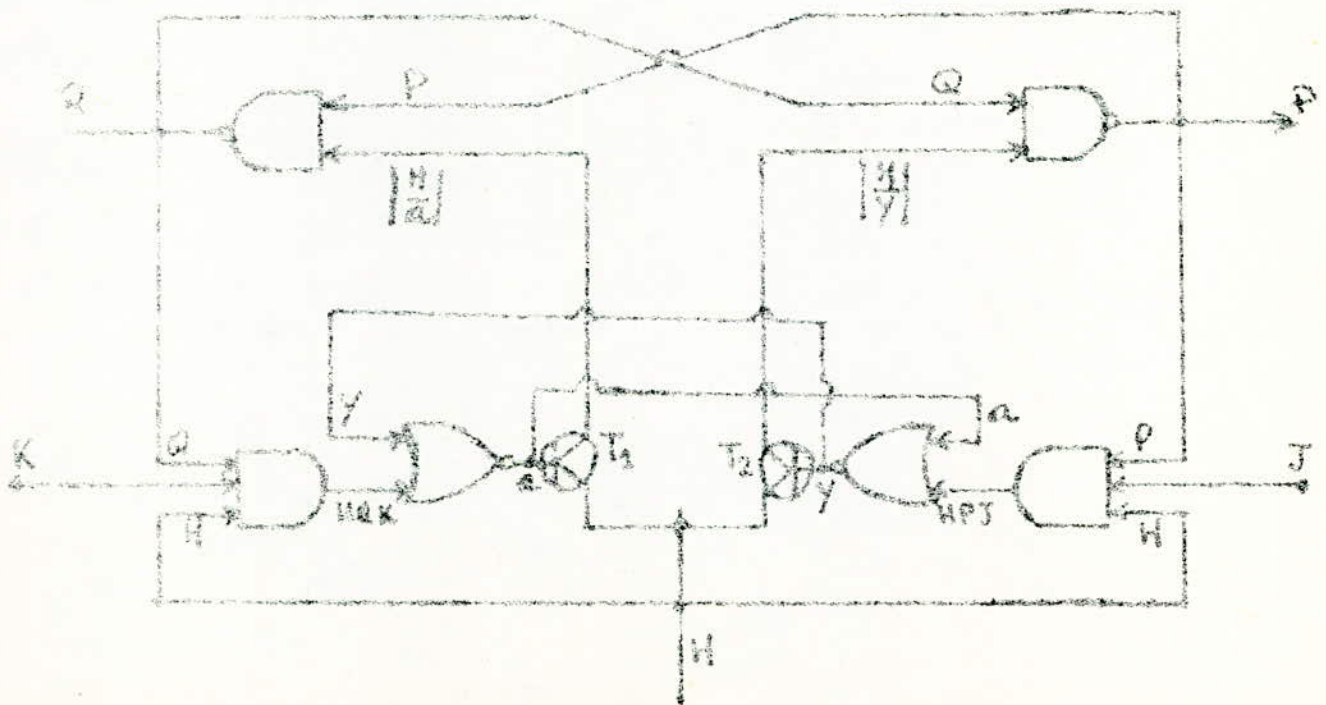 Q P Q P
|H/a| |H/Y|
Y a
K Q a T₁ T₂ Y P J
H HQK HPJ H
H